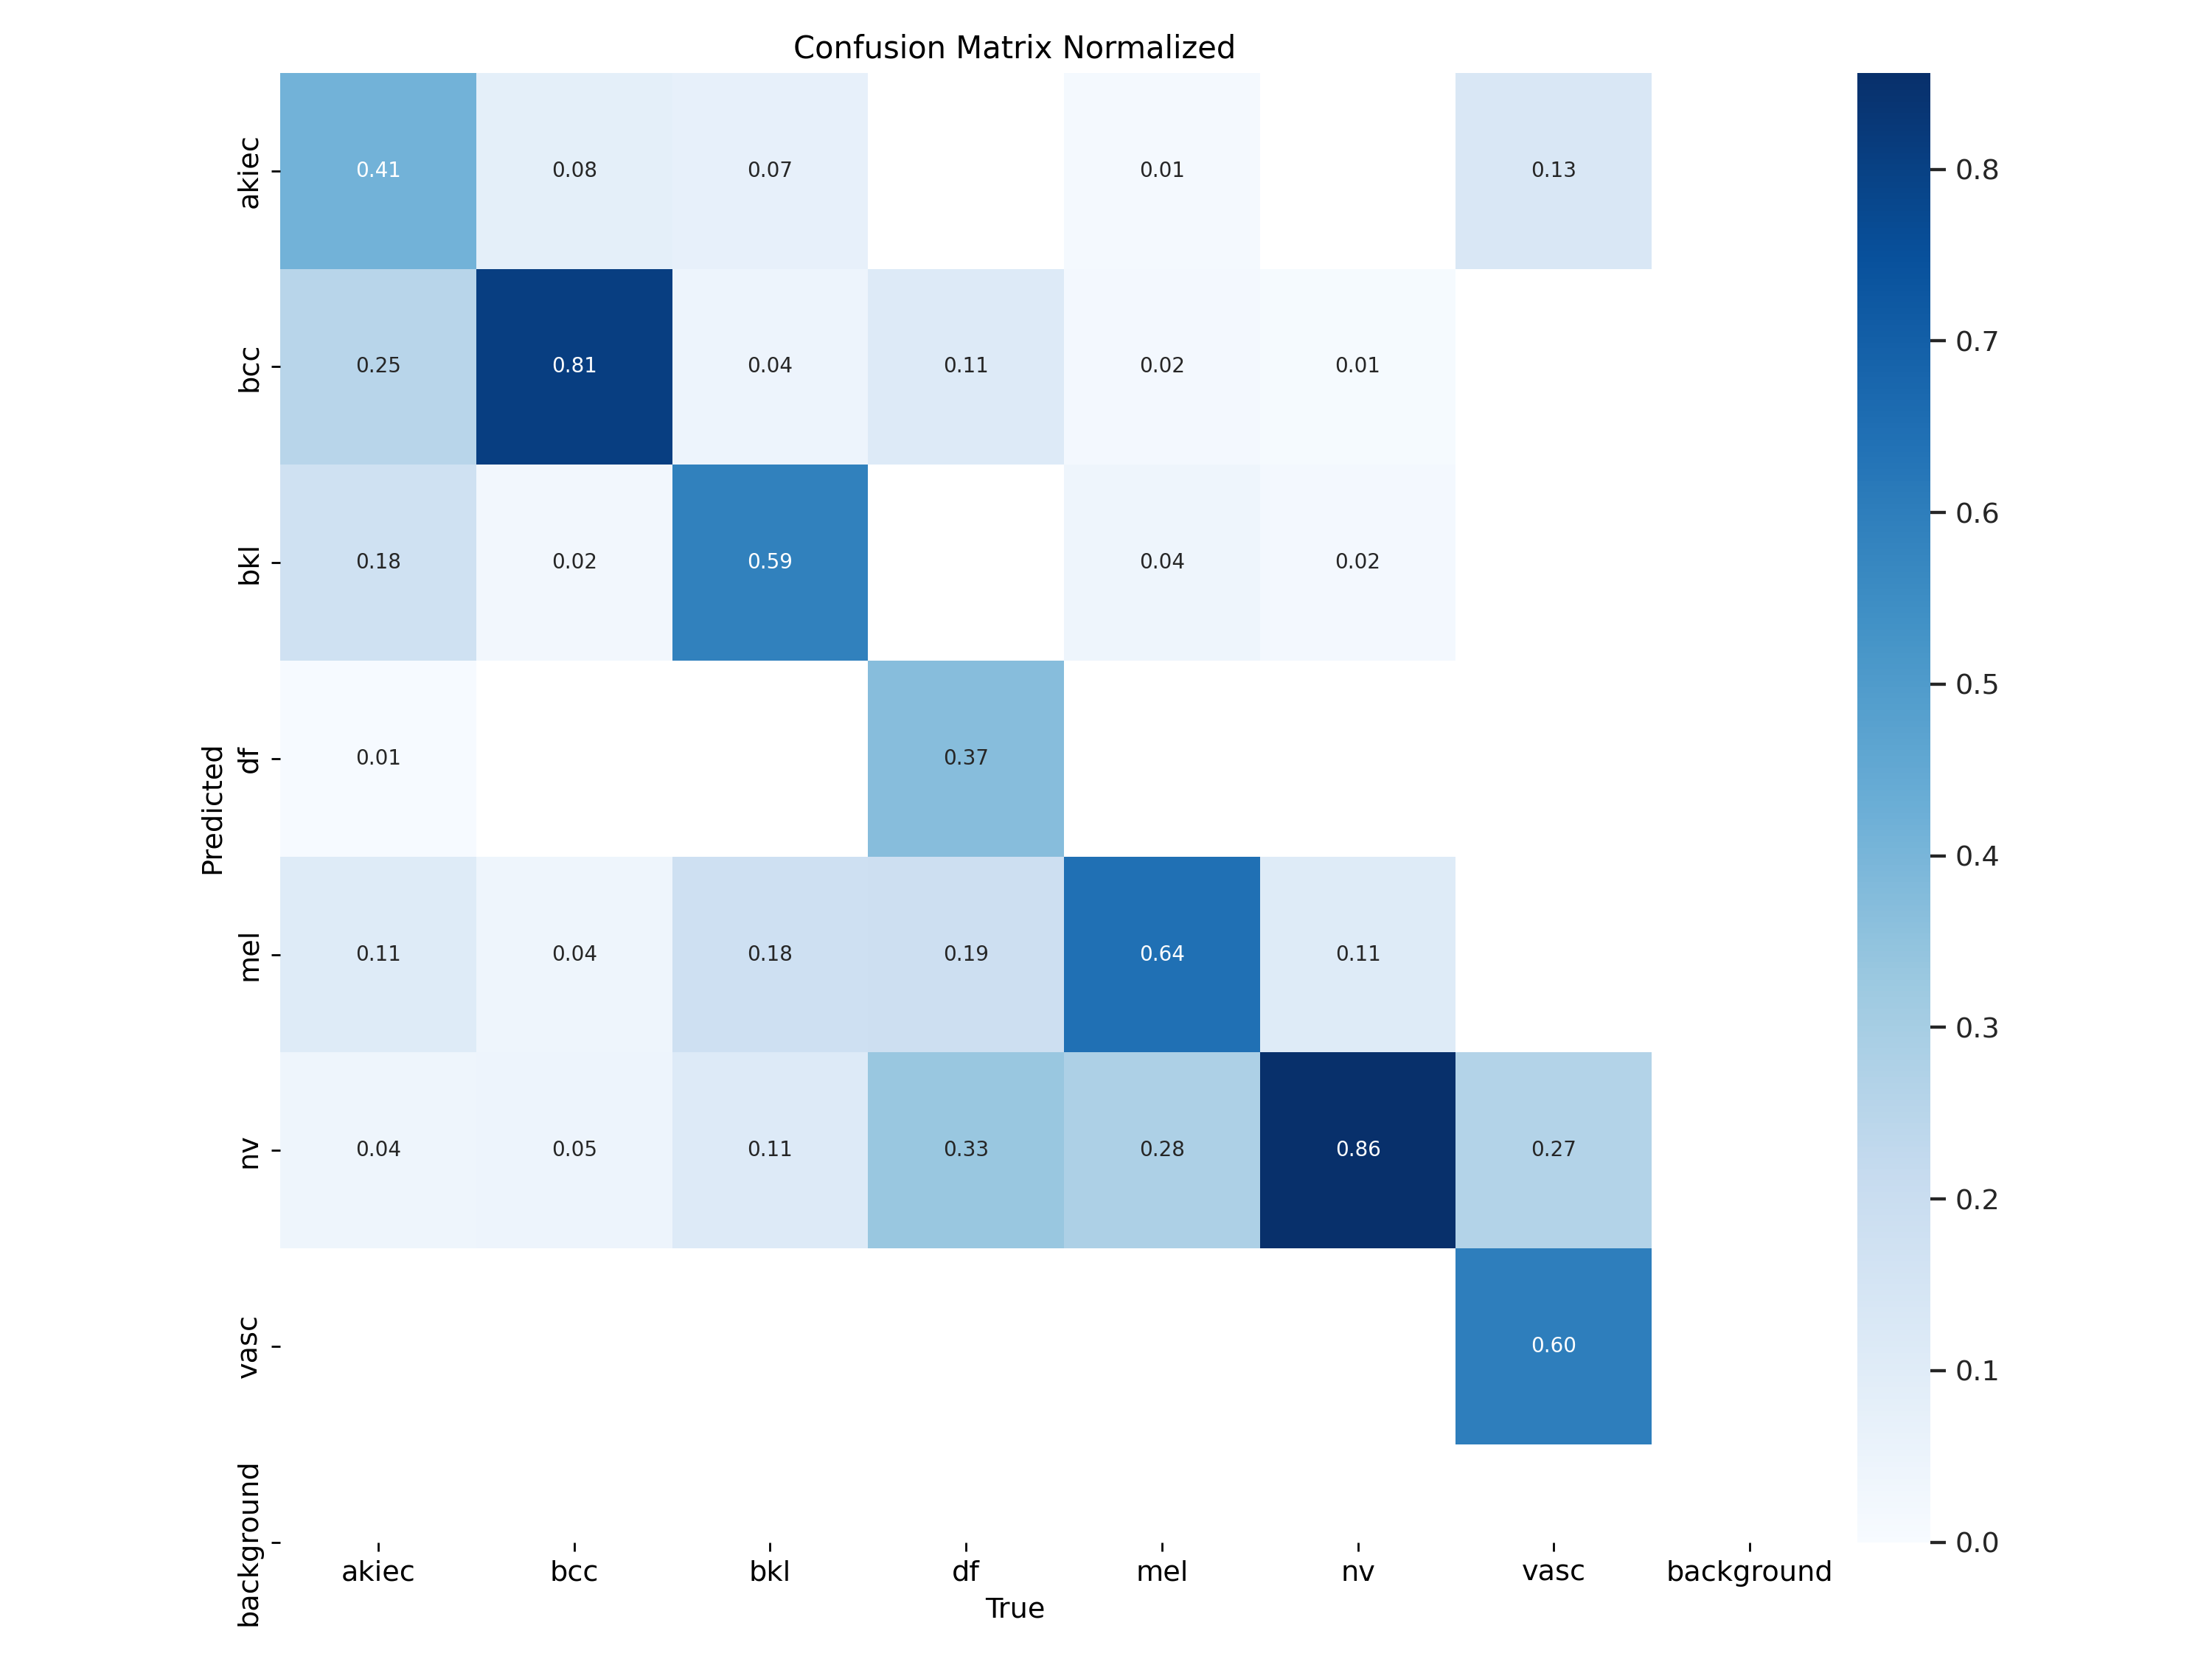 Confusion Matrix Normalized
akiec 0.41 0.08 0.07 0.01 0.13
bcc 0.25 0.81 0.04 0.11 0.02 0.01
bkl 0.18 0.02 0.59 0.04 0.02
df 0.01 0.37
mel 0.11 0.04 0.18 0.19 0.64 0.11
nv 0.04 0.05 0.11 0.33 0.28 0.86 0.27
vasc 0.60
background
Predicted
akiec bcc bkl df mel nv vasc background
True
0.8
0.7
0.6
0.5
0.4
0.3
0.2
0.1
0.0